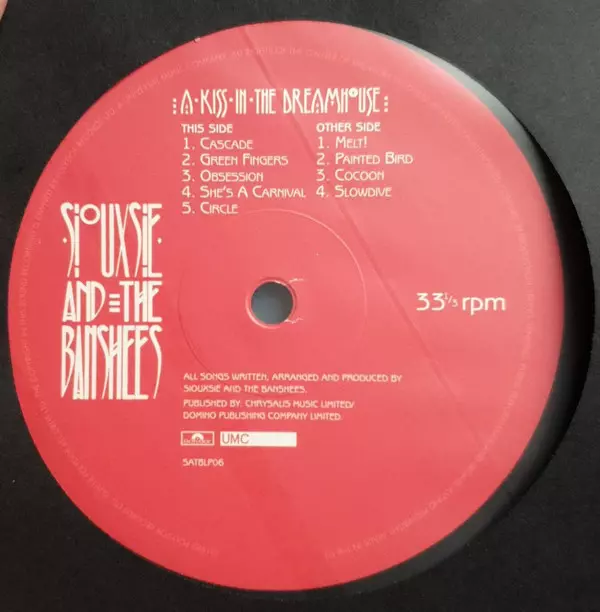 :A·KISS·IN·THE DREAMHOUSE:
THIS SIDE
1. CASCADE
2. GREEN FINGERS
3. OBSESSION
4. SHE'S A CARNIVAL
5. CIRCLE
OTHER SIDE
1. MELT!
2. PAINTED BIRD
3. COCOON
4. SLOWDIVE
·SIOUXSIE·
AND THE
BANSHEES
33⅓ rpm
ALL SONGS WRITTEN, ARRANGED AND PRODUCED BY
SIOUXSIE AND THE BANSHEES.
PUBLISHED BY: CHRYSALIS MUSIC LIMITED/
DOMINO PUBLISHING COMPANY LIMITED.
polydor
UMC
SATBLP06